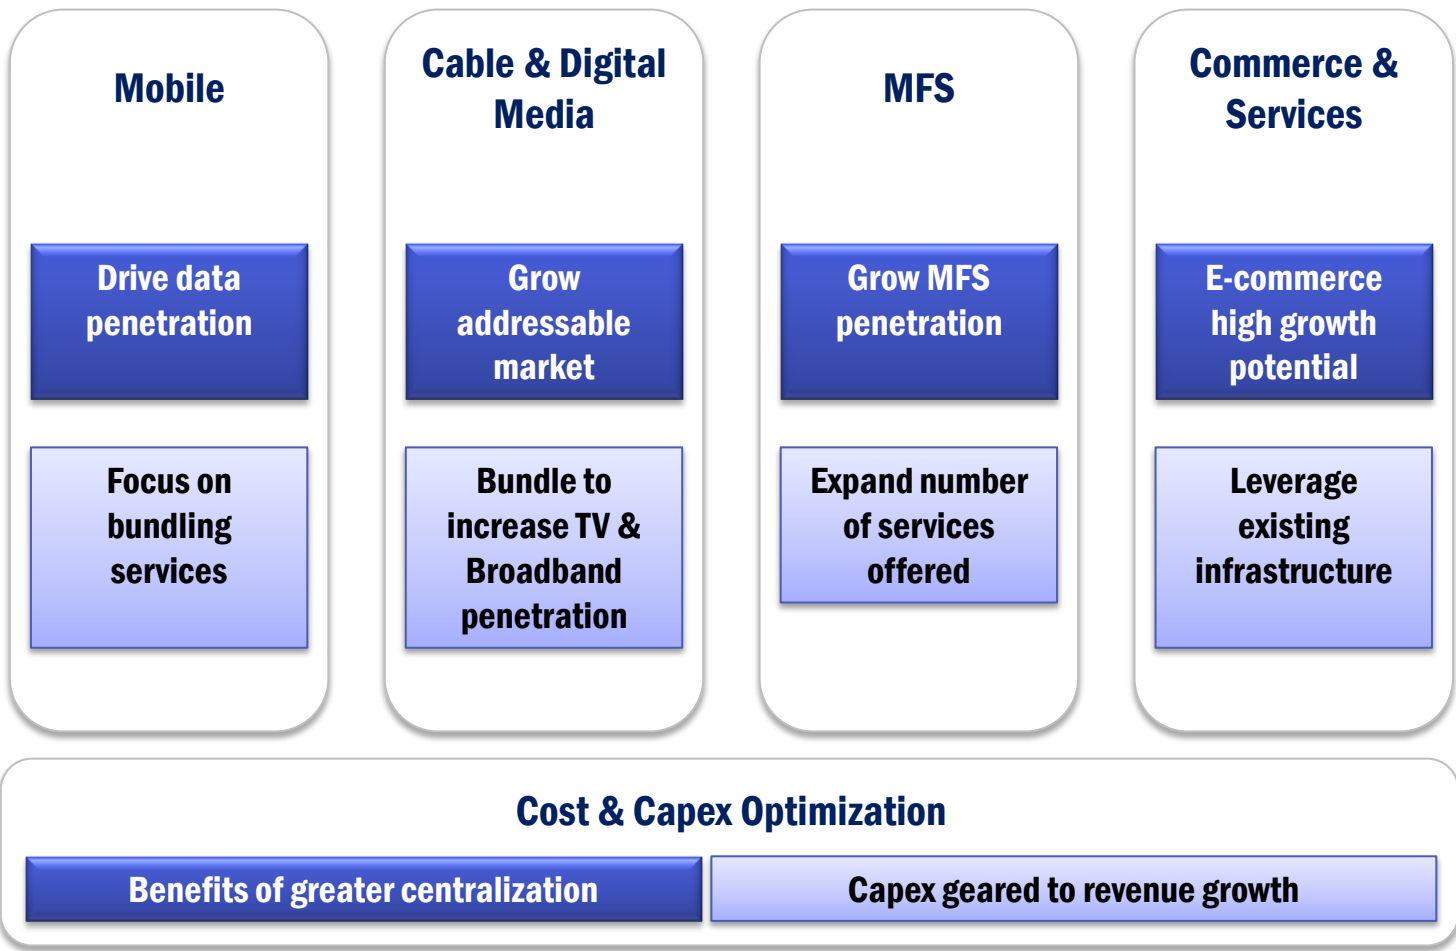 Mobile
Drive data
penetration
Focus on
bundling
services
Cable & Digital
Media
Grow
addressable
market
Bundle to
increase TV &
Broadband
penetration
MFS
Grow MFS
penetration
Expand number
of services
offered
Commerce &
Services
E-commerce
high growth
potential
Leverage
existing
infrastructure
Cost & Capex Optimization
Benefits of greater centralization
Capex geared to revenue growth